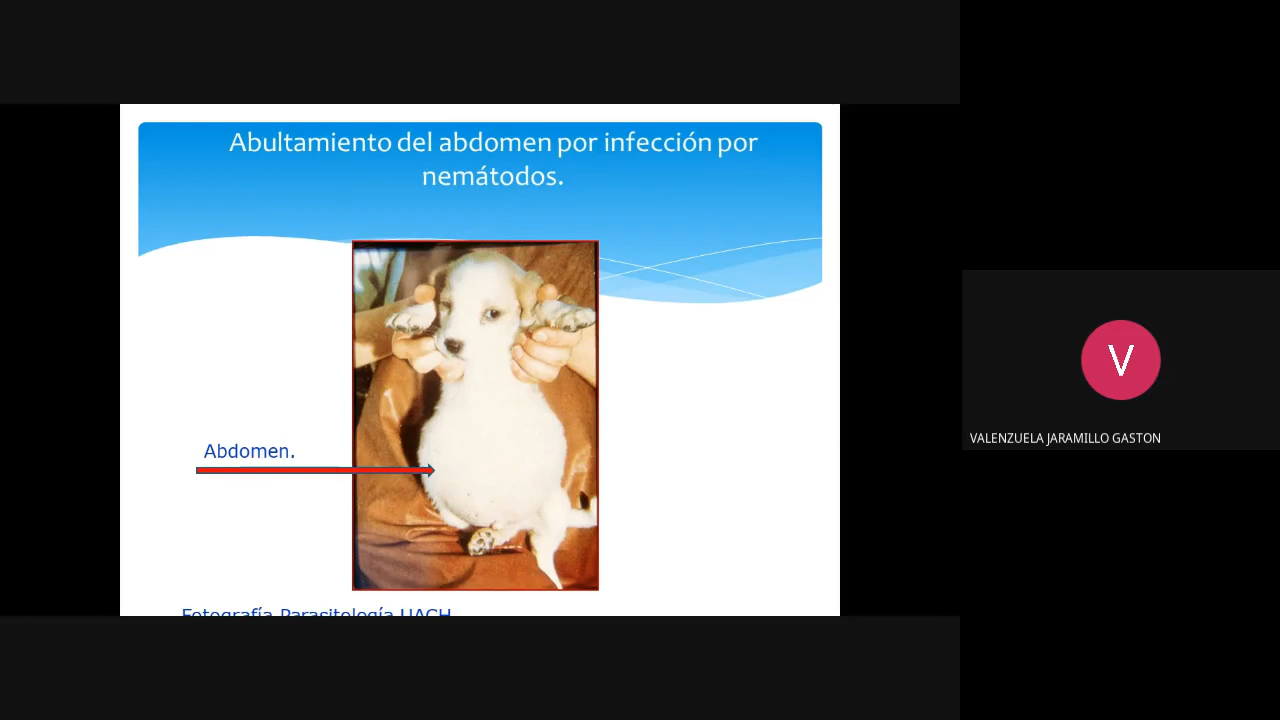 Abultamiento del abdomen por infección por
nemátodos.
Abdomen.
Fotografía Parasitología UACH
V
VALENZUELA JARAMILLO GASTON